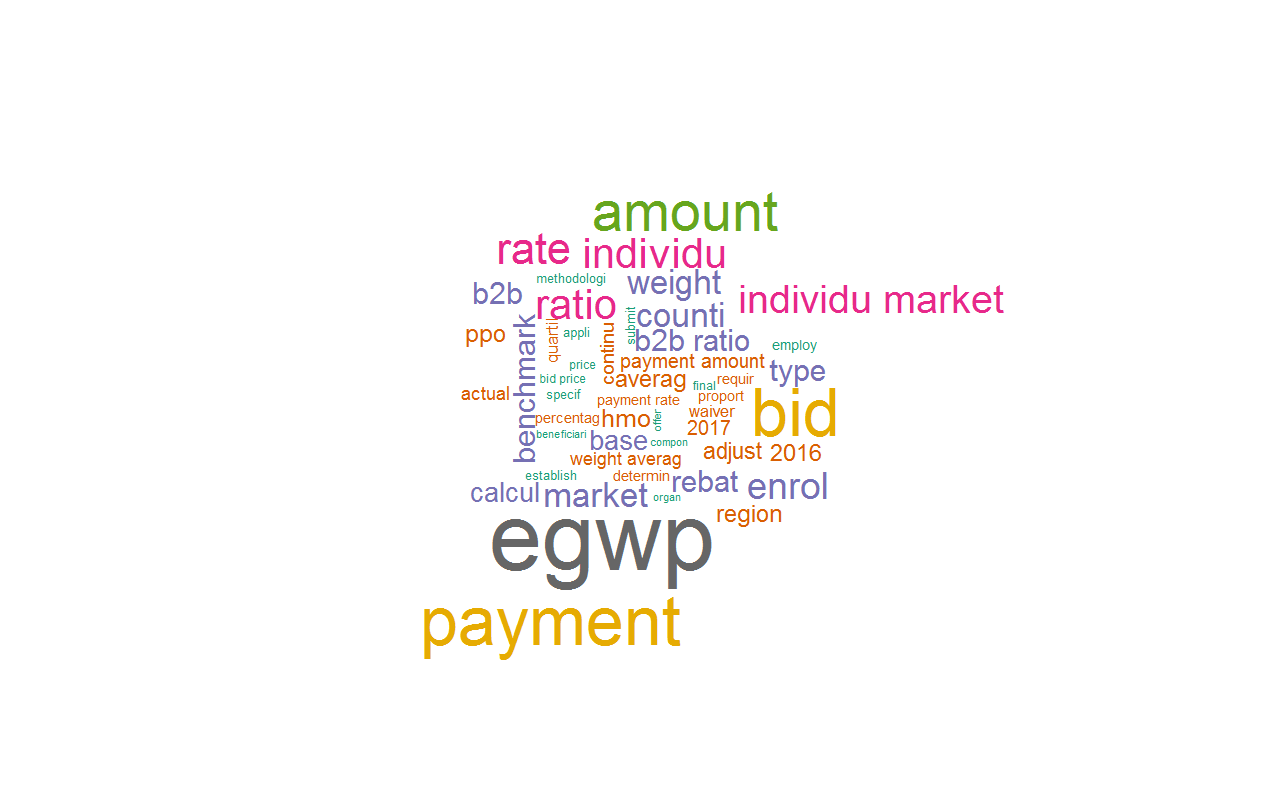 amount
rate
individu
methodologi
weight
b2b
ratio
individu market
submit
counti
benchmark
quartil
appli
continu
ppo
b2b ratio
employ
price
payment amount
type
bid price
averag
final
requir
actual
specif
payment rate
proport
bid
percentag
hmo
offer
waiver
2017
beneficiari
base
compon
weight averag
adjust
2016
establish
determin
rebat
enrol
calcul
market
organ
region
egwp
payment